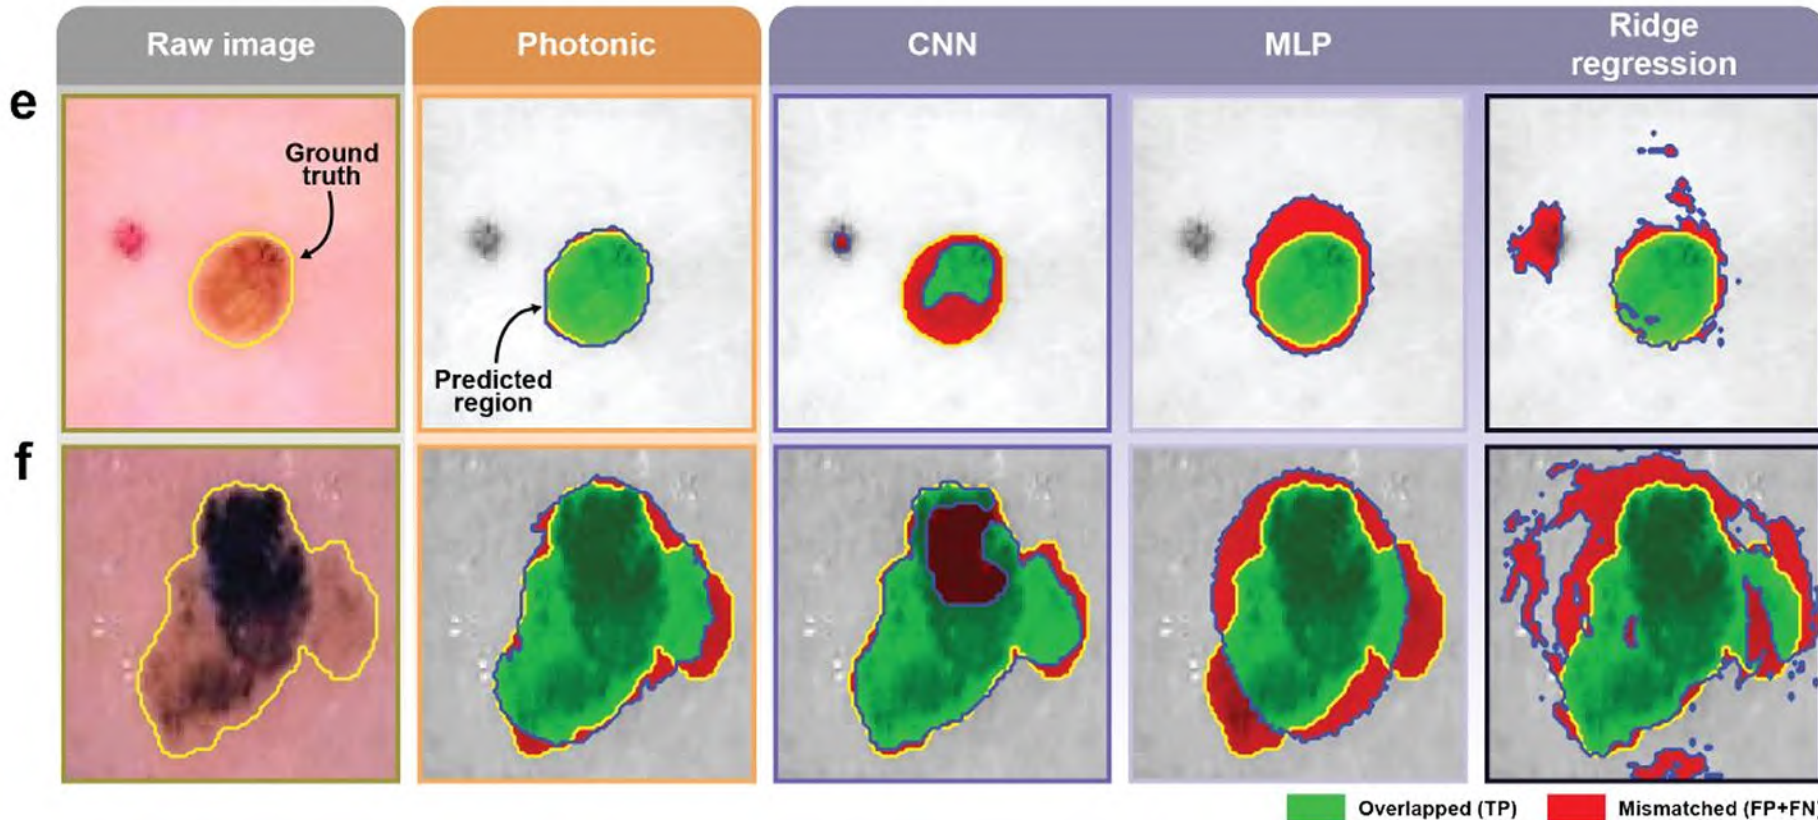 Raw image
Photonic
CNN
MLP
Ridge
regression
e
Ground
truth
Predicted
region
f
Overlapped (TP)
Mismatched (FP+FN)